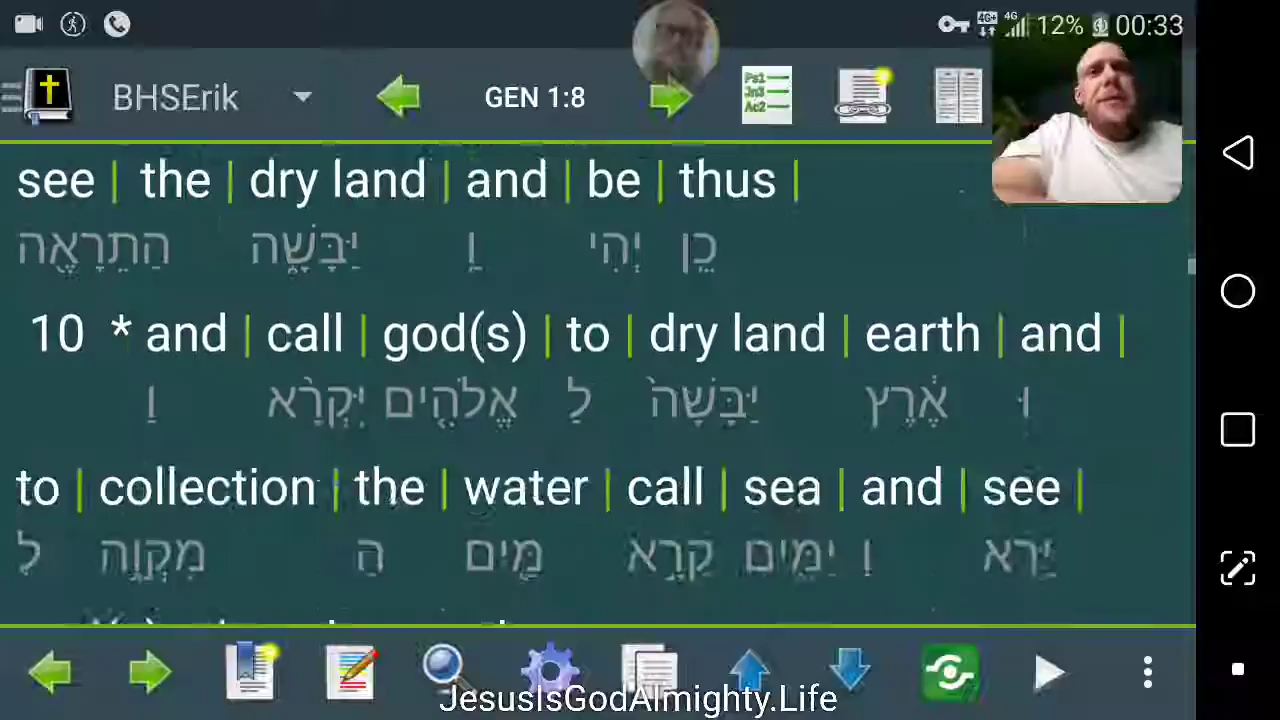 12% 00:33
BHSErik GEN 1:8
see | the | dry land | and | be | thus |
הַתֵרָאֶ֖ה יַּבָּשָׁ֑ה וַֽ יְהִי כֵֽן
10 * and | call | god(s) | to | dry land | earth | and |
וַ יִּקְרָ֨א אֱלֹהִ֤ים לַ יַּבָּשָׁה֙ אֶ֔רֶץ וּ
to | collection | the | water | call | sea | and | see |
לְ מִקְוֵ֥ה הַ מַּ֖יִם קָרָ֣א יַמִּ֑ים וַ יַּ֥רְא
JesusIsGodAlmighty.Life